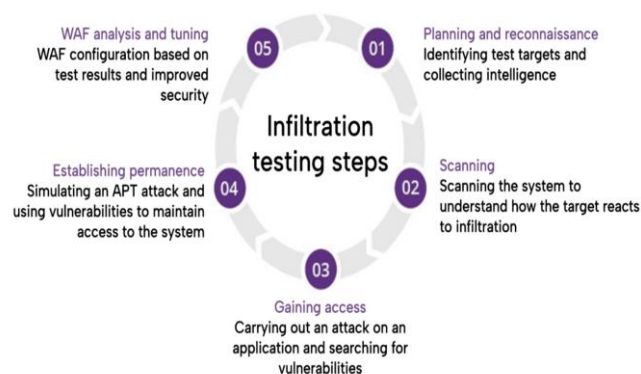 Infiltration
testing steps
01
Planning and reconnaissance
Identifying test targets and
collecting intelligence
02
Scanning
Scanning the system to
understand how the target reacts
to infiltration
03
Gaining access
Carrying out an attack on an
application and searching for
vulnerabilities
04
Establishing permanence
Simulating an APT attack and
using vulnerabilities to maintain
access to the system
05
WAF analysis and tuning
WAF configuration based on
test results and improved
security